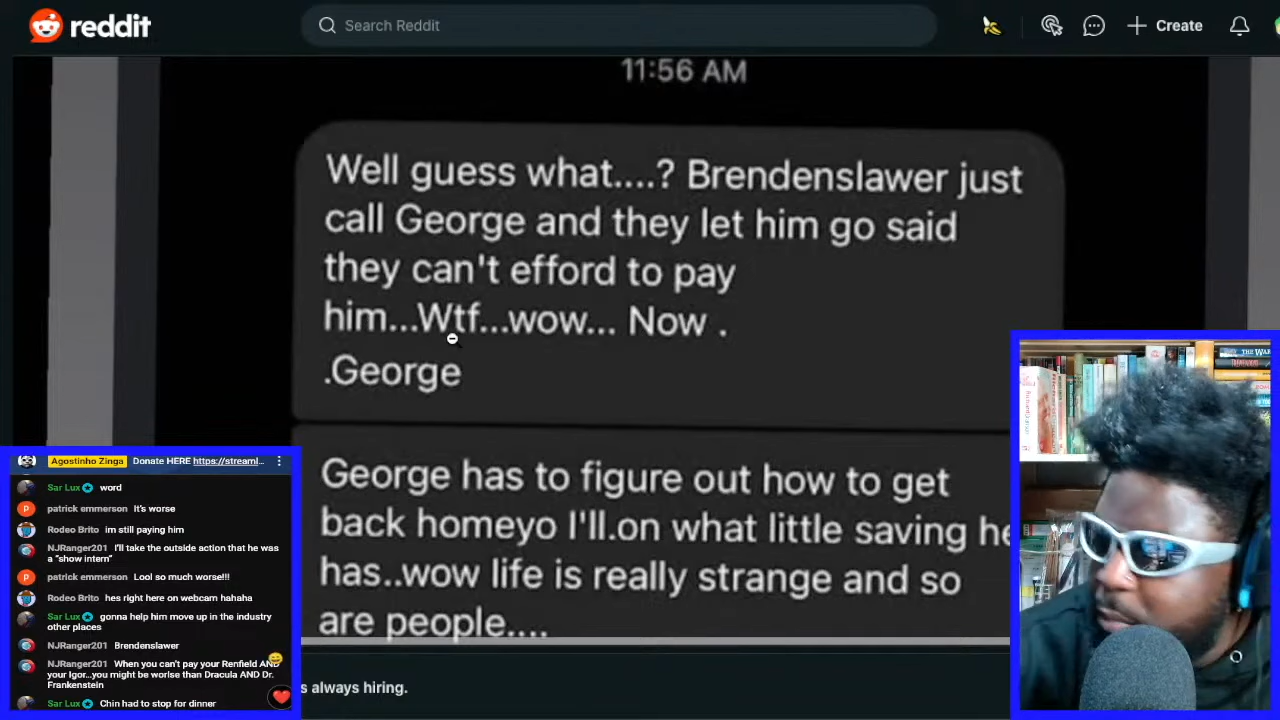 reddit
Search Reddit
Create
11:56 AM
Well guess what....? Brendenslawer just
call George and they let him go said
they can't efford to pay
him...Wtf...wow... Now .
.George
George has to figure out how to get
back homeyo I'll.on what little saving he
has..wow life is really strange and so
are people....
s always hiring.
Agostinho Zinga Donate HERE https://streaml...
Sar Lux word
patrick emmerson It's worse
Rodeo Brito im still paying him
NJRanger201 I'll take the outside action that he was
a "show intern"
patrick emmerson Lool so much worse!!!
Rodeo Brito hes right here on webcam hahaha
Sar Lux gonna help him move up in the industry
other places
NJRanger201 Brendenslawer
NJRanger201 When you can't pay your Renfield AND
your Igor...you might be worlse than Dracula AND Dr.
Frankenstein
Sar Lux Chin had to stop for dinner